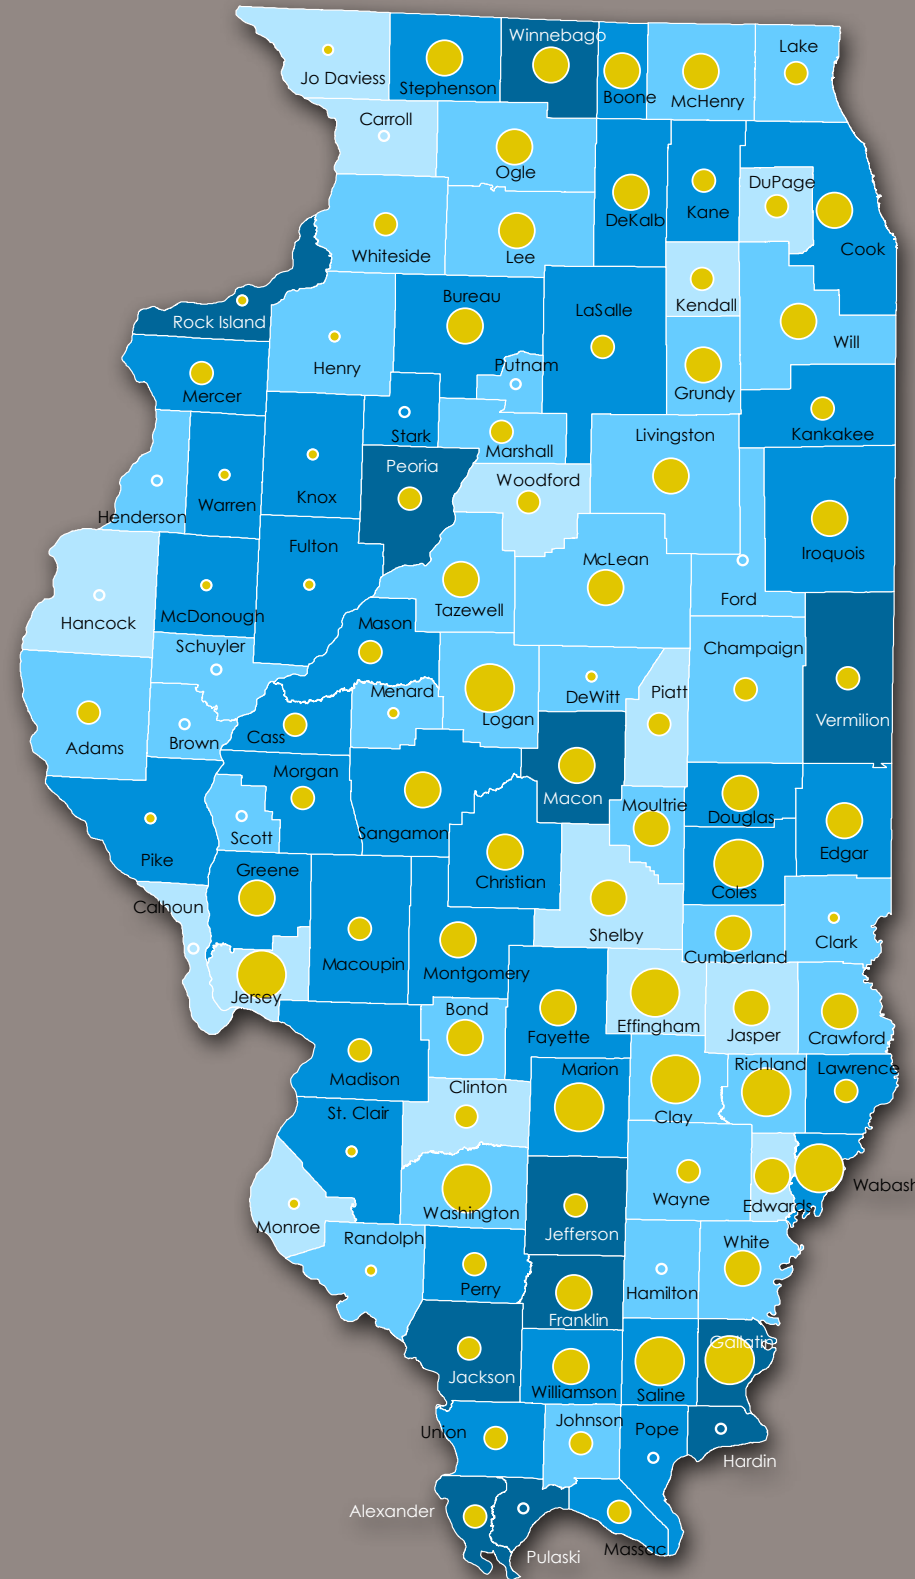 Winnebago
Lake
Jo Daviess
Stephenson
Boone
McHenry
Carroll
Ogle
DuPage
DeKalb
Kane
Cook
Whiteside
Lee
Bureau
LaSalle
Kendall
Rock Island
Will
Henry
Putnam
Grundy
Mercer
Stark
Marshall
Livingston
Kankakee
Peoria
Woodford
Henderson
Warren
Knox
Fulton
McLean
Iroquois
Ford
Tazewell
Hancock
McDonough
Mason
Schuyler
Champaign
Menard
DeWitt
Piatt
Logan
Vermilion
Adams
Brown
Cass
Morgan
Macon
Moultrie
Douglas
Scott
Sangamon
Edgar
Pike
Greene
Christian
Coles
Calhoun
Shelby
Clark
Macoupin
Montgomery
Cumberland
Jersey
Bond
Fayette
Effingham
Jasper
Crawford
Madison
Clinton
Marion
Richland
Lawrence
St. Clair
Clay
Wabash
Washington
Wayne
Edwards
Monroe
Randolph
Jefferson
White
Perry
Franklin
Hamilton
Gallatin
Jackson
Williamson
Saline
Union
Johnson
Pope
Hardin
Alexander
Pulaski
Massac